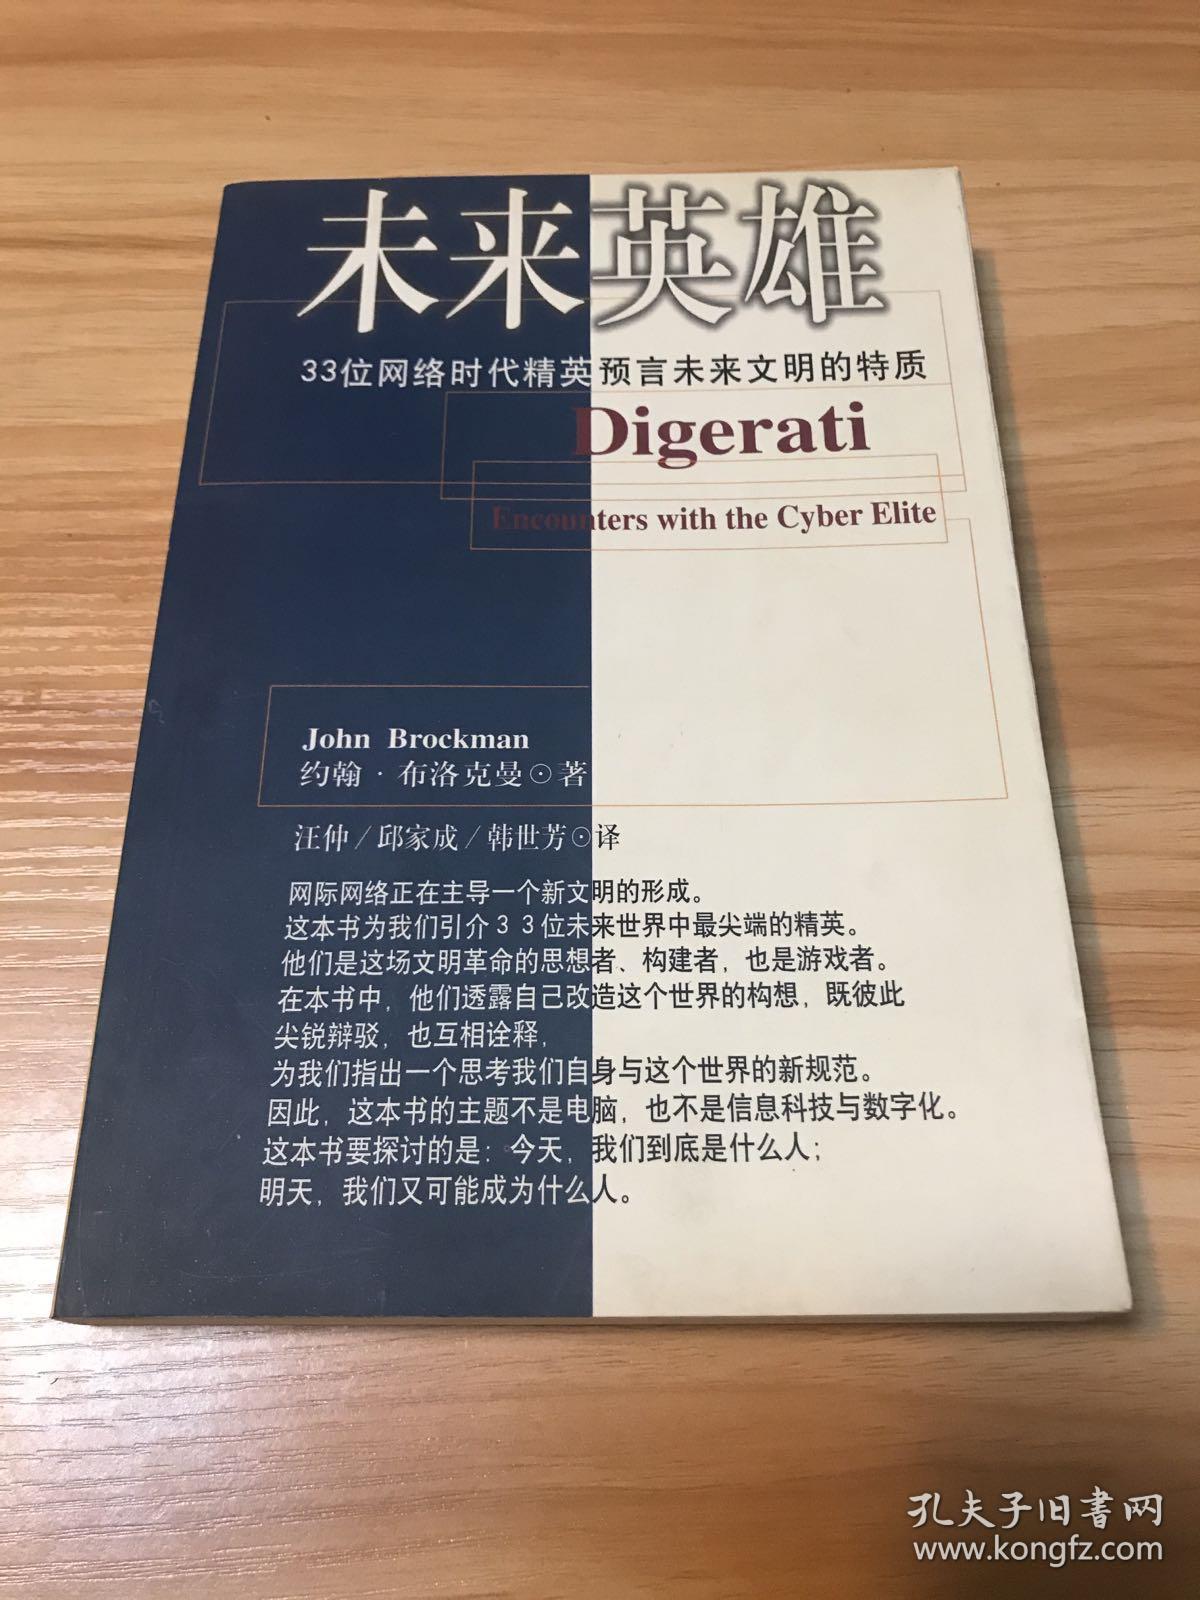 未来英雄
33位网络时代精英预言未来文明的特质
Digerati
Encounters with the Cyber Elite
John Brockman
约翰·布洛克曼⊙著
汪仲/邱家成/韩世芳⊙译
网际网络正在主导一个新文明的形成。
这本书为我们引介33位未来世界中最尖端的精英。
他们是这场文明革命的思想者、构建者，也是游戏者。
在本书中，他们透露自己改造这个世界的构想，既彼此
尖锐辩驳，也互相诠释，
为我们指出一个思考我们自身与这个世界的新规范。
因此，这本书的主题不是电脑，也不是信息科技与数字化。
这本书要探讨的是：今天，我们到底是什么人；
明天，我们又可能成为什么人。
孔夫子旧书网
www.kongfz.com